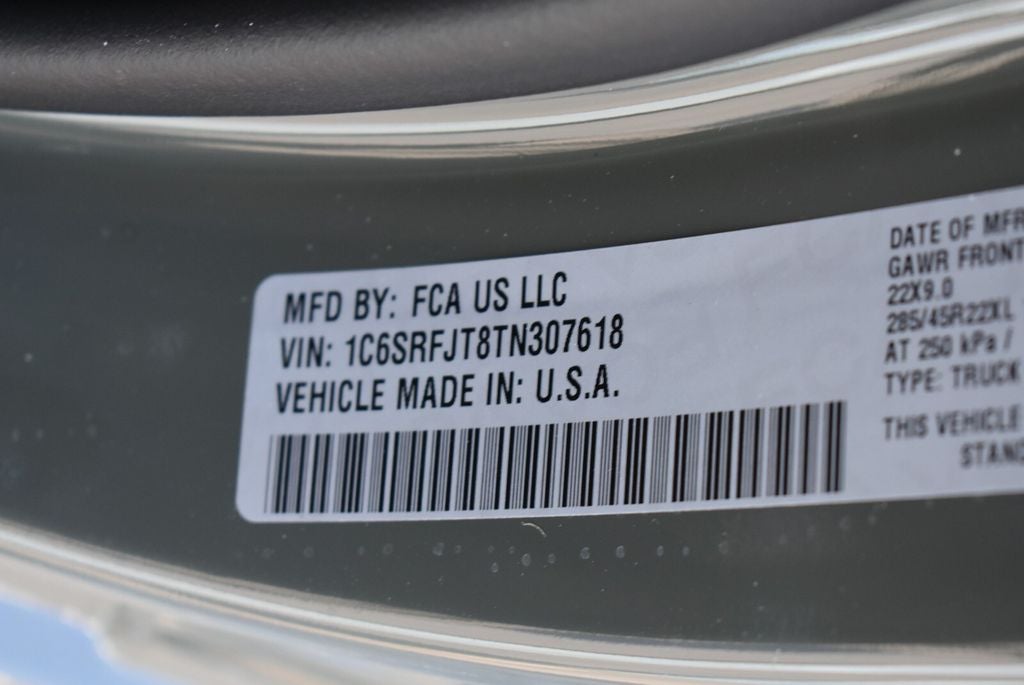 MFD BY: FCA US LLC
VIN: 1C6SRFJT8TN307618
VEHICLE MADE IN: U.S.A.
DATE OF MFR
GAWR FRONT
22X9.0
285/45R22XL
AT 250 kPa /
TYPE: TRUCK
THIS VEHICLE